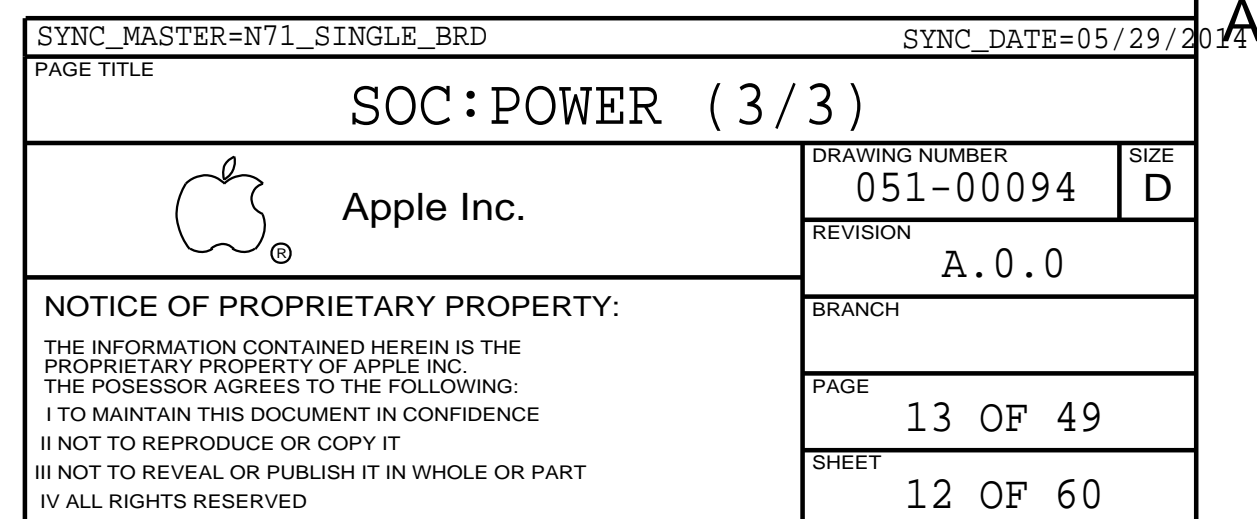 A
SYNC_MASTER=N71_SINGLE_BRD SYNC_DATE=05/29/2014
PAGE TITLE
SOC:POWER (3/3)
Apple Inc.
®
DRAWING NUMBER
051-00094
SIZE
D
REVISION
A.0.0
BRANCH
PAGE
13 OF 49
SHEET
12 OF 60
NOTICE OF PROPRIETARY PROPERTY:
THE INFORMATION CONTAINED HEREIN IS THE
PROPRIETARY PROPERTY OF APPLE INC.
THE POSESSOR AGREES TO THE FOLLOWING:
I TO MAINTAIN THIS DOCUMENT IN CONFIDENCE
II NOT TO REPRODUCE OR COPY IT
III NOT TO REVEAL OR PUBLISH IT IN WHOLE OR PART
IV ALL RIGHTS RESERVED